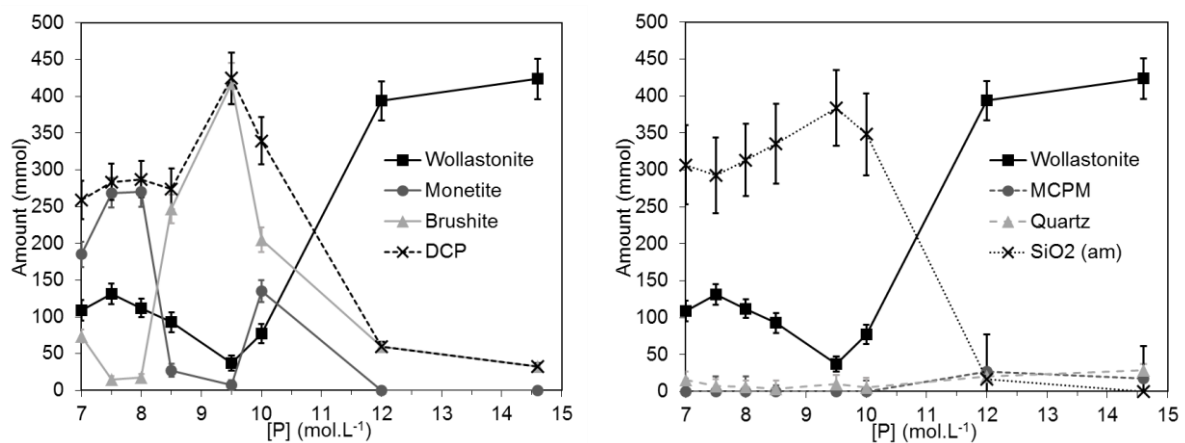 500
450
400
350
300
250
200
150
100
50
0
Amount (mmol)
7 8 9 10 11 12 13 14 15
[P] (mol.L-1)
Wollastonite
Monetite
Brushite
DCP
500
450
400
350
300
250
200
150
100
50
0
Amount (mmol)
7 8 9 10 11 12 13 14 15
[P] (mol.L-1)
Wollastonite
MCPM
Quartz
SiO2 (am)